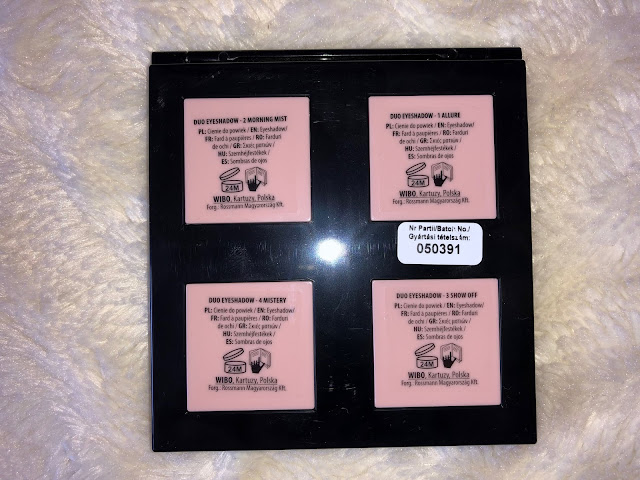 DUO EYESHADOW - 2 MORNING MIST
PL: Cienie do powiek / EN: Eyeshadow/
FR: Fard à paupières / RO: Farduri
de ochi / GR: Σκιές ματιών /
HU: Szemhéjfestékek /
ES: Sombras de ojos
24M
WIBO, Kartuzy, Polska
Forg.: Rossmann Magyarország Kft.
DUO EYESHADOW - 1 ALLURE
PL: Cienie do powiek / EN: Eyeshadow/
FR: Fard à paupières / RO: Farduri
de ochi / GR: Σκιές ματιών /
HU: Szemhéjfestékek /
ES: Sombras de ojos
24M
WIBO, Kartuzy, Polska
Forg.: Rossmann Magyarország Kft.
Nr Partii/Batch No./
Gyártási tételszám:
050391
DUO EYESHADOW - 4 MISTERY
PL: Cienie do powiek / EN: Eyeshadow/
FR: Fard à paupières / RO: Farduri
de ochi / GR: Σκιές ματιών /
HU: Szemhéjfestékek /
ES: Sombras de ojos
24M
WIBO, Kartuzy, Polska
Forg.: Rossmann Magyarország Kft.
DUO EYESHADOW - 3 SHOW OFF
PL: Cienie do powiek / EN: Eyeshadow/
FR: Fard à paupières / RO: Farduri
de ochi / GR: Σκιές ματιών /
HU: Szemhéjfestékek /
ES: Sombras de ojos
24M
WIBO, Kartuzy, Polska
Forg.: Rossmann Magyarország Kft.